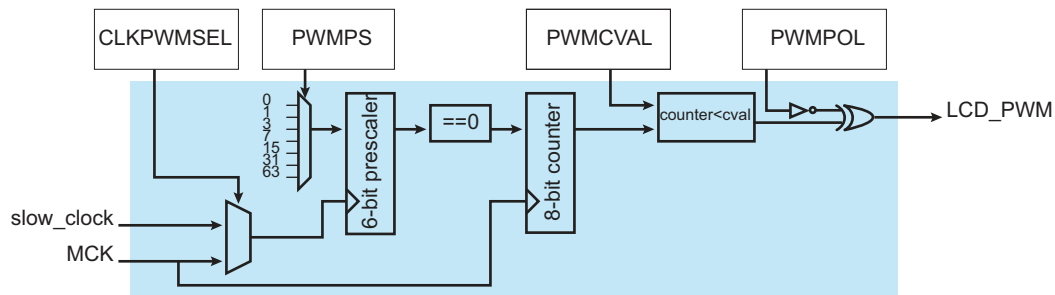 CLKPWMSEL
PWMPS
PWMCVAL
PWMPOL
0
1
3
7
15
31
63
6-bit prescaler
==0
8-bit counter
counter<cval
LCD_PWM
slow_clock
MCK